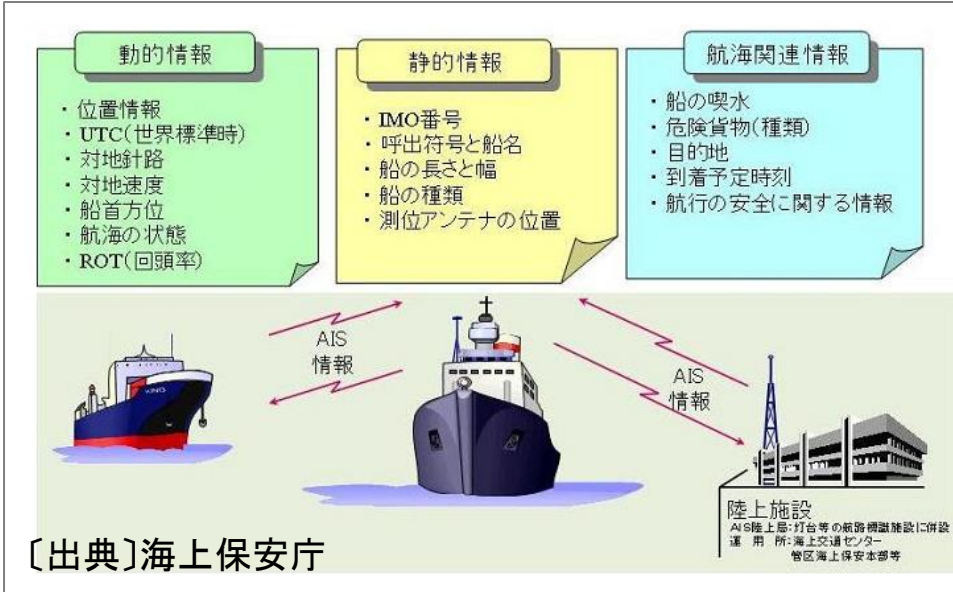 動的情報
・位置情報
・UTC(世界標準時)
・対地針路
・対地速度
・船首方位
・航海の状態
・ROT(回頭率)
静的情報
・IMO番号
・呼出符号と船名
・船の長さと幅
・船の種類
・測位アンテナの位置
航海関連情報
・船の喫水
・危険貨物(種類)
・目的地
・到着予定時刻
・航行の安全に関する情報
AIS
情報
AIS
情報
陸上施設
AIS陸上局:灯台等の航路標識施設に併設
運 用 所:海上交通センター
管区海上保安本部等
〔出典〕海上保安庁